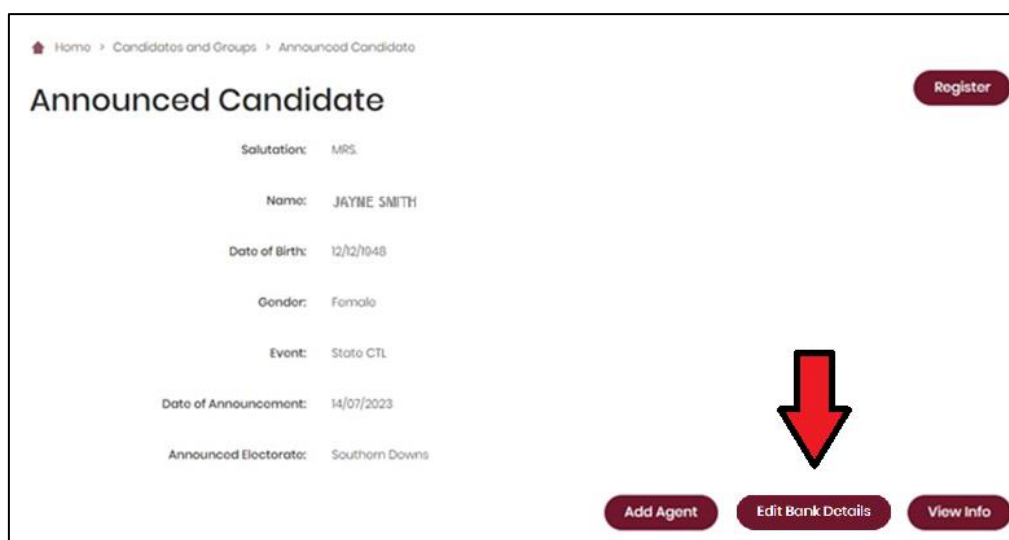 Home > Candidates and Groups > Announced Candidate
Announced Candidate
Register
Salutation: MRS.
Name: JAYNE SMITH
Date of Birth: 12/12/1948
Gender: Female
Event: State CTL
Date of Announcement: 14/07/2023
Announced Electorate: Southern Downs
Add Agent Edit Bank Details View Info